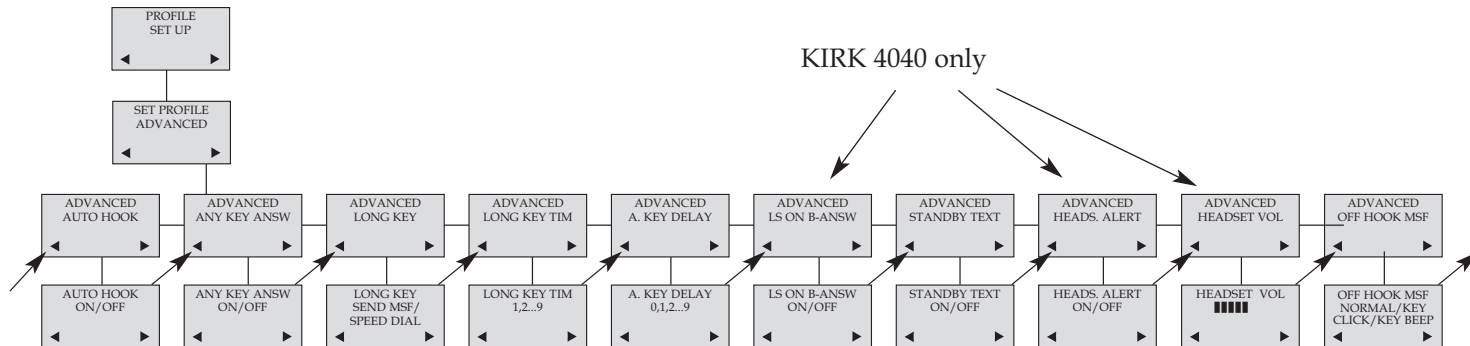 PROFILE
SET UP
KIRK 4040 only
SET PROFILE
ADVANCED
ADVANCED
AUTO HOOK
ADVANCED
ANY KEY ANSW
ADVANCED
LONG KEY
ADVANCED
LONG KEY TIM
ADVANCED
A. KEY DELAY
ADVANCED
LS ON B-ANSW
ADVANCED
STANDBY TEXT
ADVANCED
HEADS. ALERT
ADVANCED
HEADSET VOL
ADVANCED
OFF HOOK MSF
AUTO HOOK
ON/OFF
ANY KEY ANSW
ON/OFF
LONG KEY
SEND MSF/
SPEED DIAL
LONG KEY TIM
1,2...9
A. KEY DELAY
0,1,2...9
LS ON B-ANSW
ON/OFF
STANDBY TEXT
ON/OFF
HEADS. ALERT
ON/OFF
HEADSET VOL
OFF HOOK MSF
NORMAL/KEY
CLICK/KEY BEEP